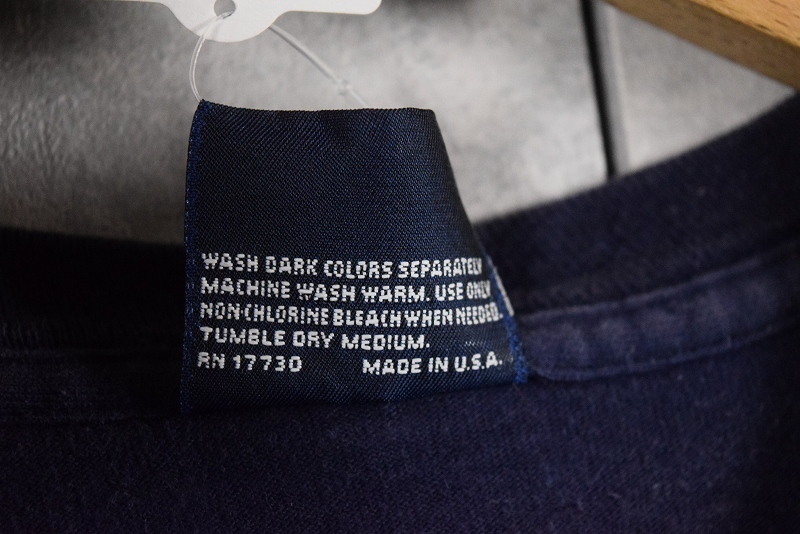 WASH DARK COLORS SEPARATELY
MACHINE WASH WARM. USE ONLY
NON-CHLORINE BLEACH WHEN NEEDED.
TUMBLE DRY MEDIUM.
RN 17730 MADE IN U.S.A.